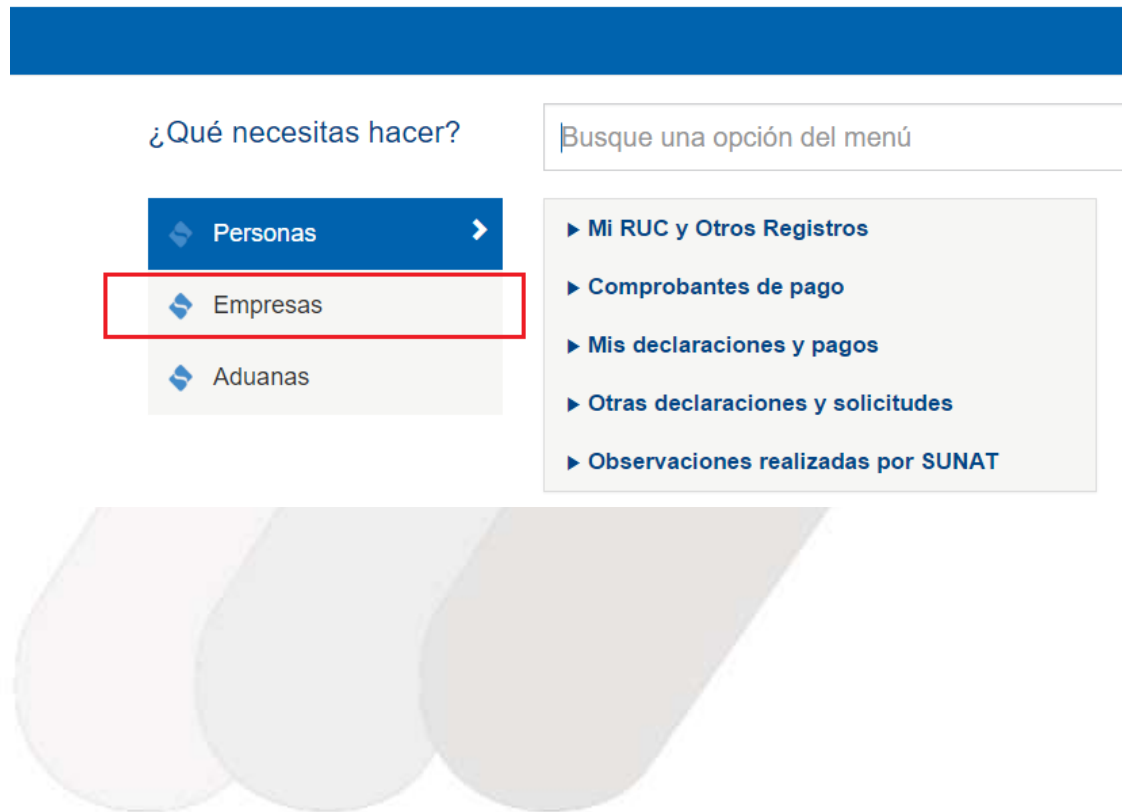 ¿Qué necesitas hacer?
Busque una opción del menú
Personas
Empresas
Aduanas
Mi RUC y Otros Registros
Comprobantes de pago
Mis declaraciones y pagos
Otras declaraciones y solicitudes
Observaciones realizadas por SUNAT